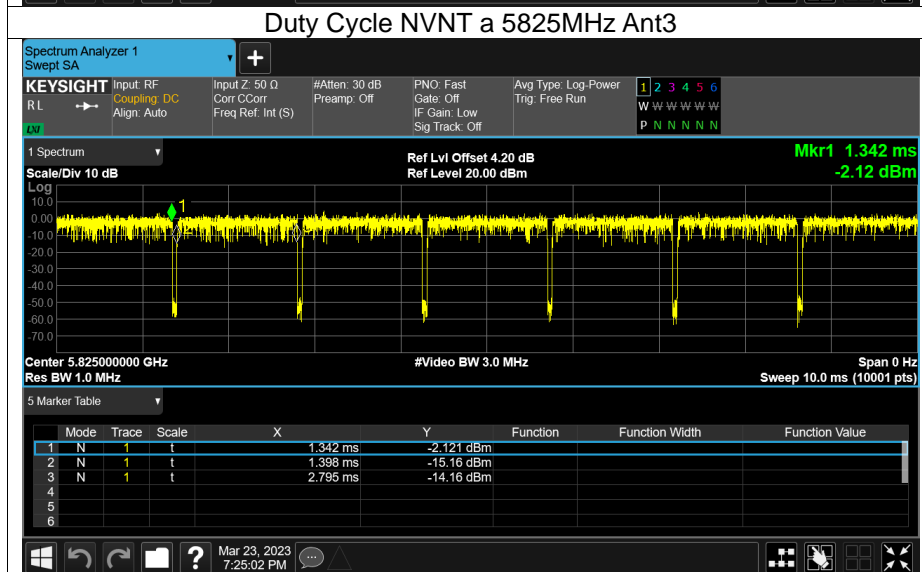 Duty Cycle NVNT a 5825MHz Ant3
Spectrum Analyzer 1
Swept SA
KEYSIGHT Input: RF Input Z: 50 Ω #Atten: 30 dB PNO: Fast Avg Type: Log-Power 1 2 3 4 5 6
R L Coupling: DC Corr CCorr Preamp: Off Gate: Off Trig: Free Run W W W W W W
Align: Auto Freq Ref: Int (S) IF Gain: Low
LXI Sig Track: Off P N N N N N
1 Spectrum Ref Lvl Offset 4.20 dB Mkr1 1.342 ms
Scale/Div 10 dB Ref Level 20.00 dBm -2.12 dBm
Log
10.0 1
0.00
-10.0
-20.0
-30.0
-40.0
-50.0
-60.0
-70.0
Center 5.825000000 GHz #Video BW 3.0 MHz Span 0 Hz
Res BW 1.0 MHz Sweep 10.0 ms (10001 pts)
5 Marker Table
Mode Trace Scale X Y Function Function Width Function Value
1 N 1 t 1.342 ms -2.121 dBm
2 N 1 t 1.398 ms -15.16 dBm
3 N 1 t 2.795 ms -14.16 dBm
4
5
6
? Mar 23, 2023
7:25:02 PM